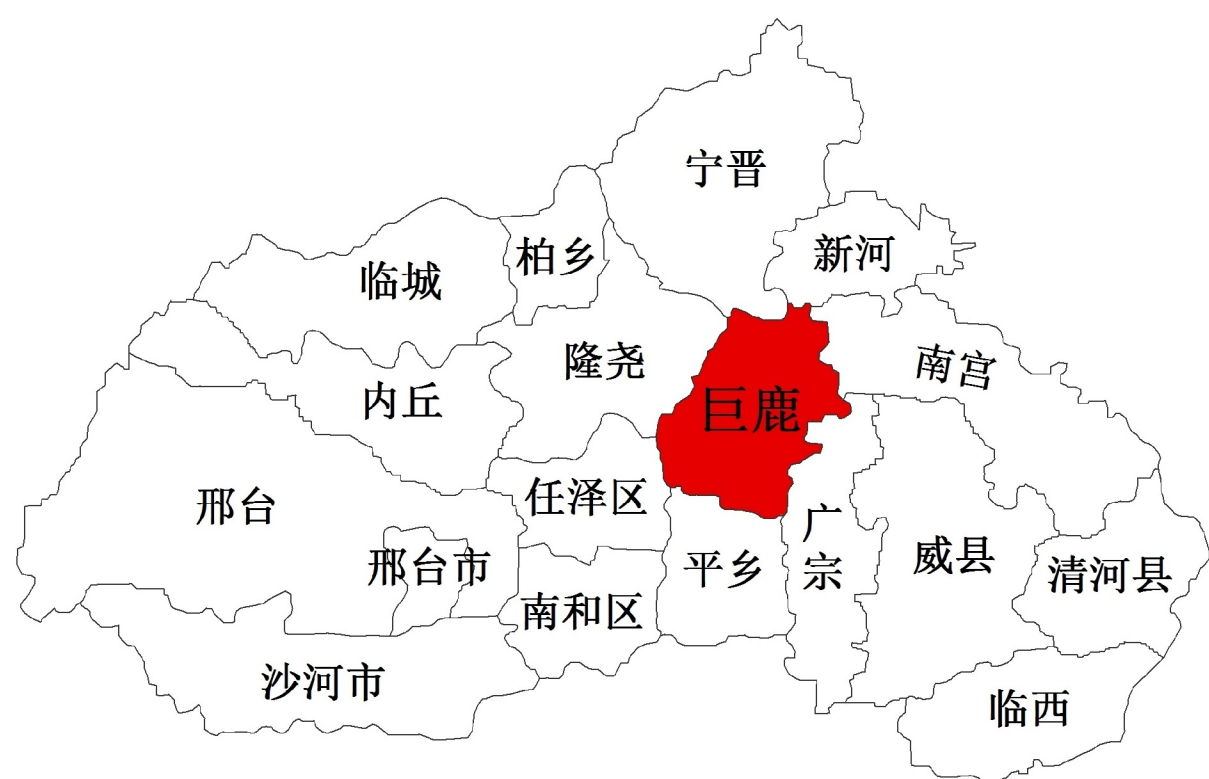 宁晋
新河
柏乡
临城
隆尧
南宫
内丘
巨鹿
任泽区
邢台
广宗
威县
邢台市
平乡
清河县
南和区
沙河市
临西